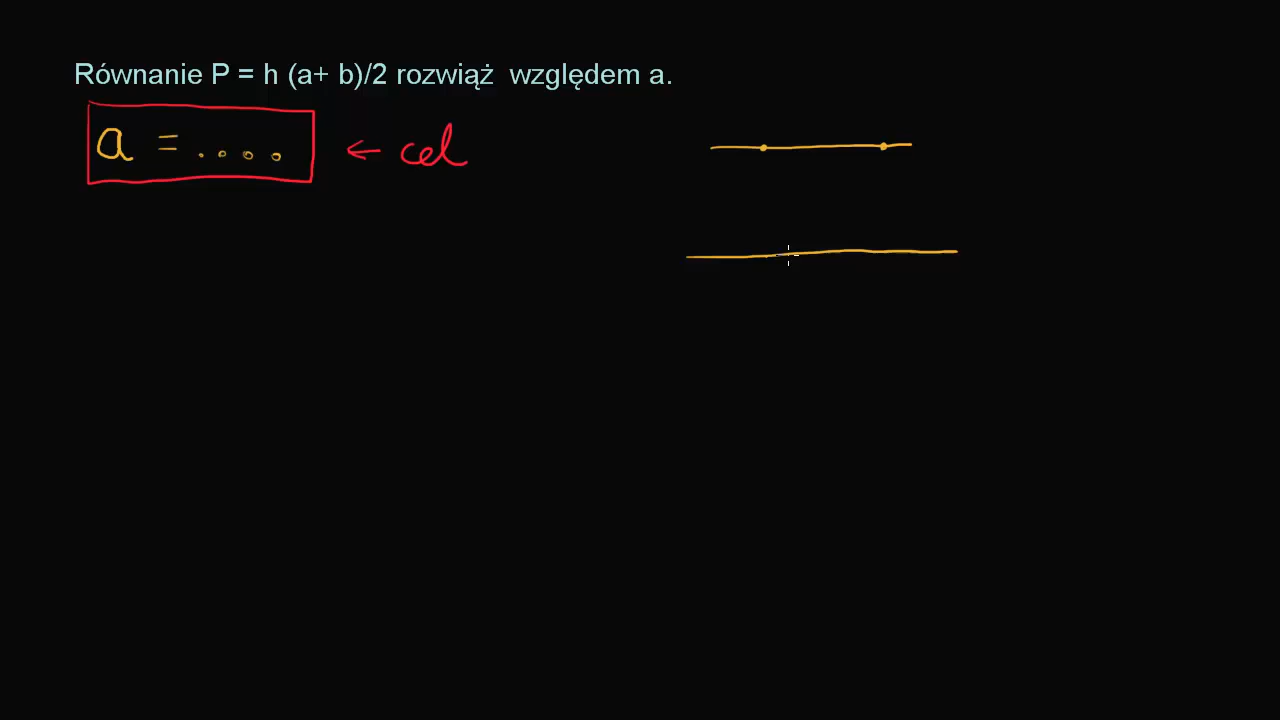 Równanie P = h (a+ b)/2 rozwiąż  względem a.
a = .... ← cel